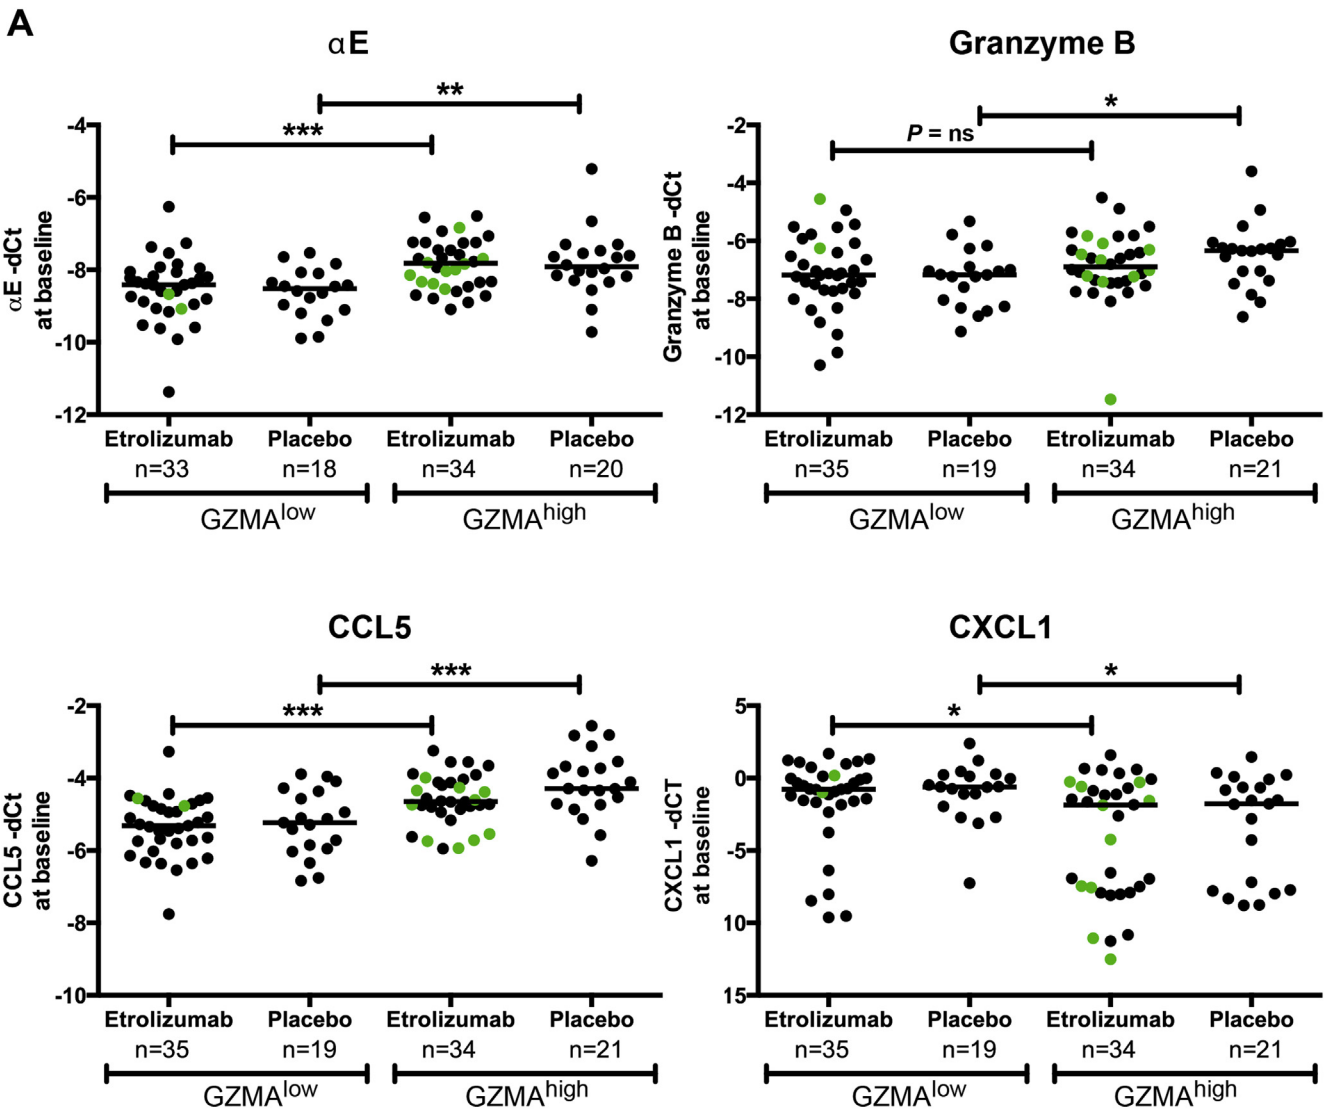 A
αE
**
***
αE -dCt
at baseline
-4
-6
-8
-10
-12
Etrolizumab Placebo Etrolizumab Placebo
n=33 n=18 n=34 n=20
GZMAlow GZMAhigh
Granzyme B
*
P = ns
Granzyme B -dCt
at baseline
-2
-4
-6
-8
-10
-12
Etrolizumab Placebo Etrolizumab Placebo
n=35 n=19 n=34 n=21
GZMAlow GZMAhigh
CCL5
***
***
CCL5 -dCt
at baseline
-2
-4
-6
-8
-10
Etrolizumab Placebo Etrolizumab Placebo
n=35 n=19 n=34 n=21
GZMAlow GZMAhigh
CXCL1
*
*
CXCL1 -dCT
at baseline
5
0
-5
10
15
Etrolizumab Placebo Etrolizumab Placebo
n=35 n=19 n=34 n=21
GZMAlow GZMAhigh